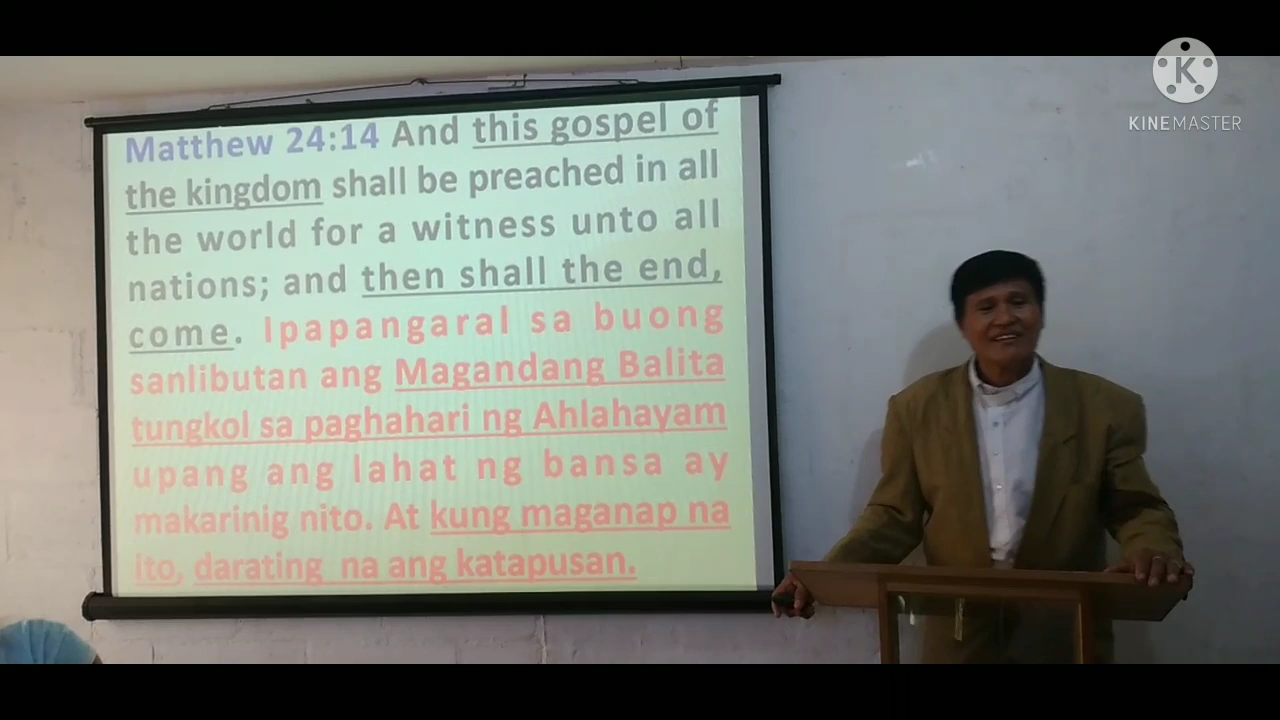 Matthew 24:14 And this gospel of
the kingdom shall be preached in all
the world for a witness unto all
nations; and then shall the end,
come. Ipapangaral sa buong
sanlibutan ang Magandang Balita
tungkol sa paghahari ng Ahlahayam
upang ang lahat ng bansa ay
makarinig nito. At kung maganap na
ito, darating na ang katapusan.
K
KINEMASTER